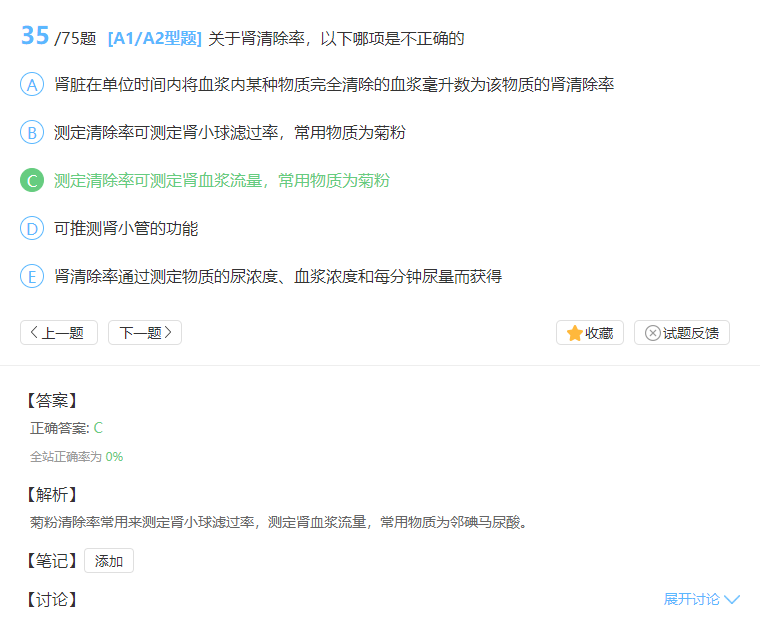 35 /75题 [A1/A2型题] 关于肾清除率，以下哪项是不正确的
A 肾脏在单位时间内将血浆内某种物质完全清除的血浆毫升数为该物质的肾清除率
B 测定清除率可测定肾小球滤过率，常用物质为菊粉
C 测定清除率可测定肾血浆流量，常用物质为菊粉
D 可推测肾小管的功能
E 肾清除率通过测定物质的尿浓度、血浆浓度和每分钟尿量而获得
上一题 下一题 收藏 试题反馈
【答案】
正确答案: C
全站正确率为 0%
【解析】
菊粉清除率常用来测定肾小球滤过率，测定肾血浆流量，常用物质为邻碘马尿酸。
【笔记】 添加
【讨论】 展开讨论